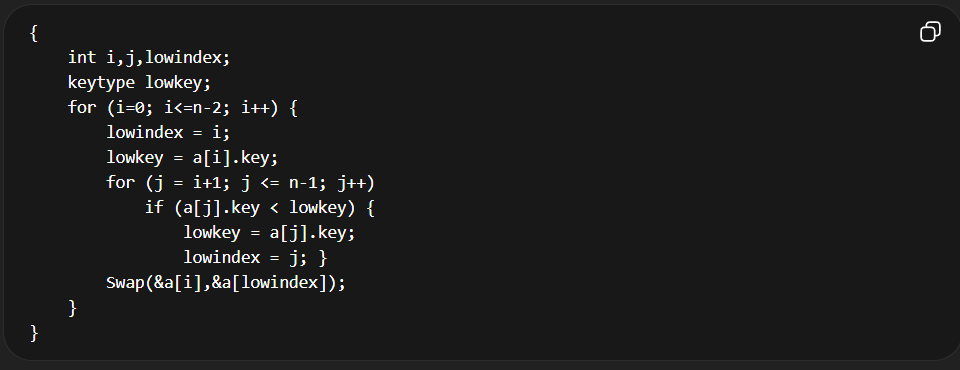 {
    int i,j,lowindex;
    keytype lowkey;
    for (i=0; i<=n-2; i++) {
        lowindex = i;
        lowkey = a[i].key;
        for (j = i+1; j <= n-1; j++)
            if (a[j].key < lowkey) {
                lowkey = a[j].key;
                lowindex = j; }
        Swap(&a[i],&a[lowindex]);
    }
}